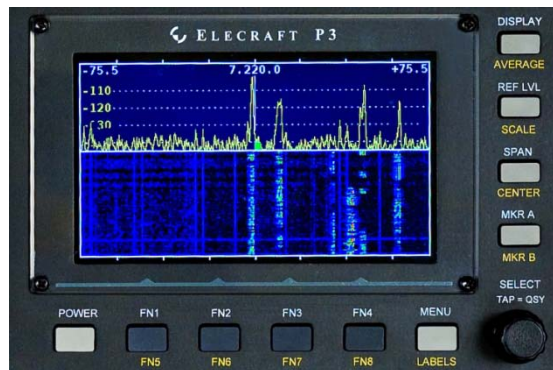 ELECRAFT P3
-75.5 7.220.0 +75.5
-110
-120
30
DISPLAY
AVERAGE
REF LVL
SCALE
SPAN
CENTER
MKR A
MKR B
SELECT
TAP = QSY
POWER FN1 FN2 FN3 FN4 MENU
FN5 FN6 FN7 FN8 LABELS